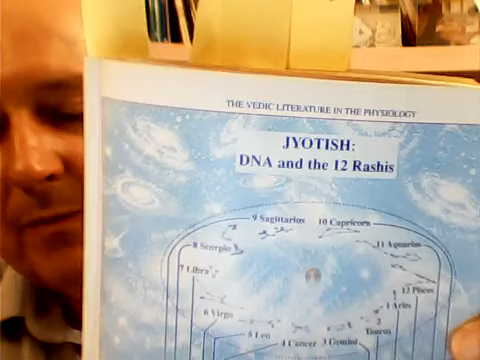 THE VEDIC LITERATURE IN THE PHYSIOLOGY
JYOTISH:
DNA and the 12 Rashis
9 Sagittarius 10 Capricorn
8 Scorpio 11 Aquarius
7 Libra
12 Pisces
6 Virgo 1 Aries
2
5 Leo Taurus
4 Cancer 3 Gemini